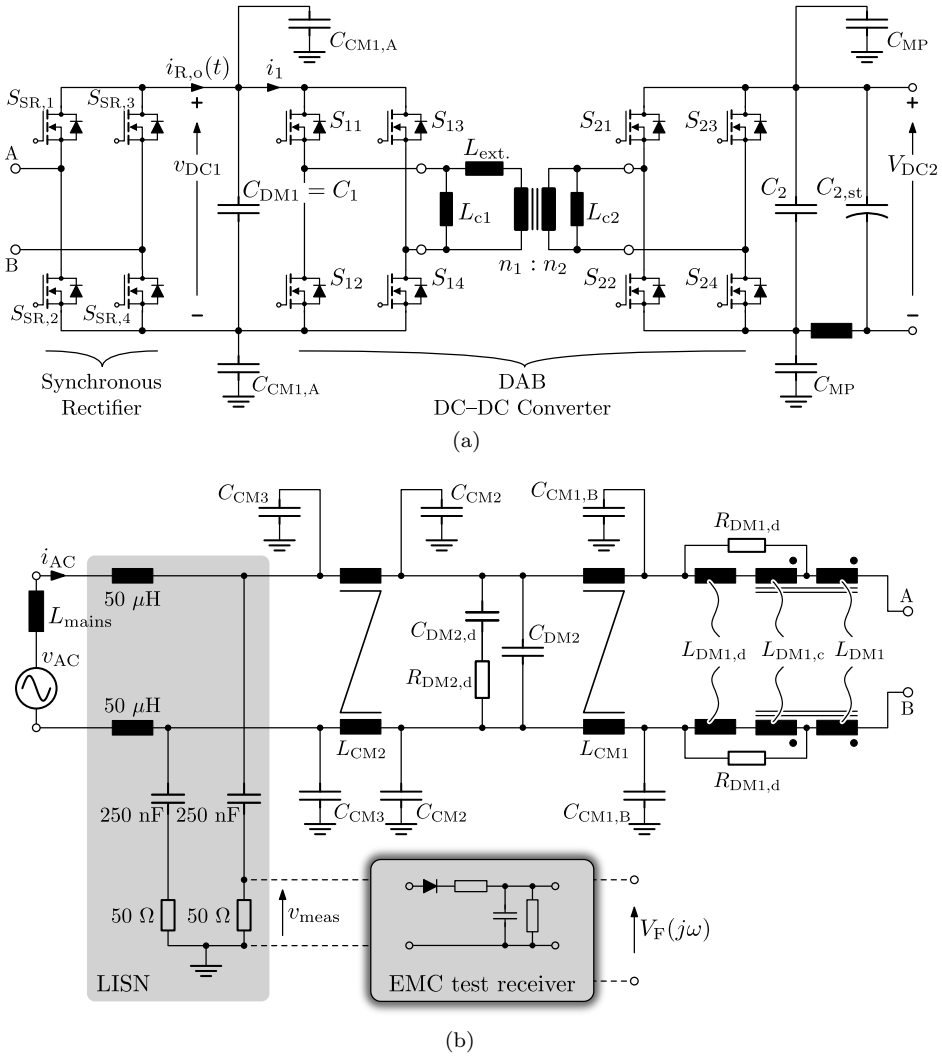 C_CM1,A
C_MP
i_R,o(t)
i_1
S_SR,1
S_SR,3
+
S_11
S_13
S_21
S_23
+
A
L_ext.
v_DC1
C_DM1 = C_1
L_c1
L_c2
C_2
C_2,st
V_DC2
B
n_1 : n_2
S_SR,2
S_SR,4
S_12
S_14
S_22
S_24
−
−
C_CM1,A
C_MP
Synchronous
Rectifier
DAB
DC–DC Converter
(a)
C_CM3
C_CM2
C_CM1,B
R_DM1,d
i_AC
50 μH
A
L_mains
C_DM2,d
C_DM2
L_DM1,d
L_DM1,c
L_DM1
v_AC
R_DM2,d
50 μH
B
L_CM2
L_CM1
R_DM1,d
250 nF
250 nF
C_CM3
C_CM2
C_CM1,B
50 Ω
50 Ω
v_meas
V_F(jω)
LISN
EMC test receiver
(b)